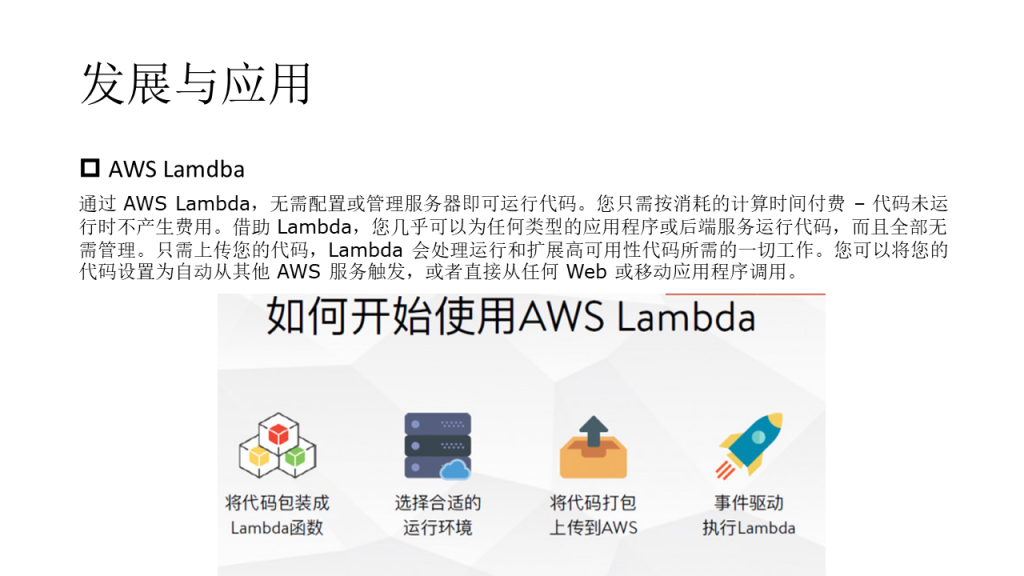 发展与应用
AWS Lamdba
通过 AWS Lambda，无需配置或管理服务器即可运行代码。您只需按消耗的计算时间付费 – 代码未运
行时不产生费用。借助 Lambda，您几乎可以为任何类型的应用程序或后端服务运行代码，而且全部无
需管理。只需上传您的代码，Lambda 会处理运行和扩展高可用性代码所需的一切工作。您可以将您的
代码设置为自动从其他 AWS 服务触发，或者直接从任何 Web 或移动应用程序调用。
如何开始使用AWS Lambda
将代码包装成
Lambda函数
选择合适的
运行环境
将代码打包
上传到AWS
事件驱动
执行Lambda